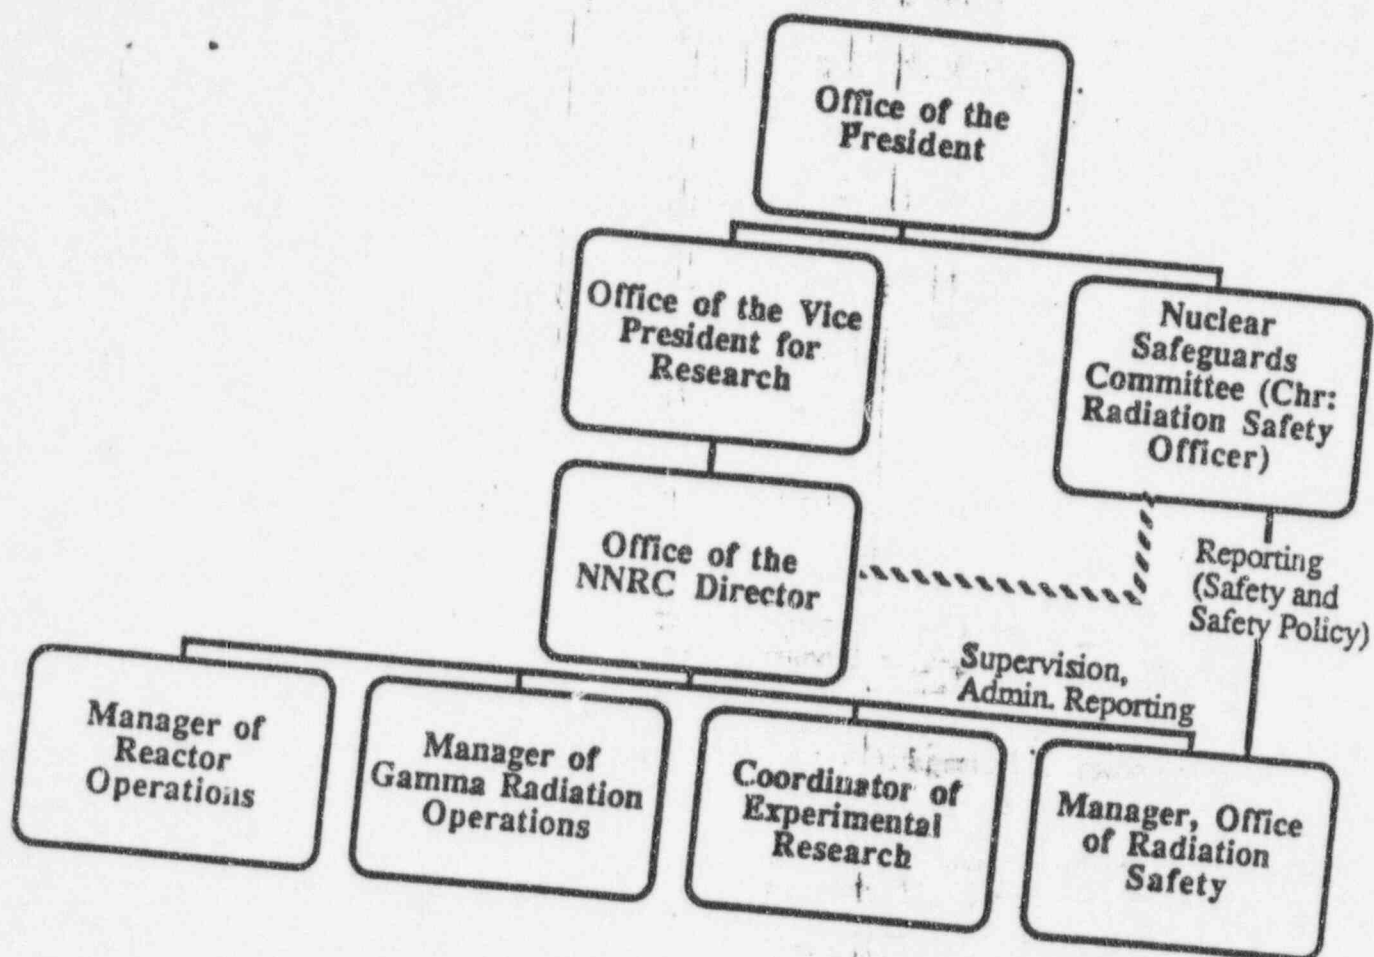 Office of the
President
Office of the Vice
President for
Research
Nuclear
Safeguards
Committee (Chr:
Radiation Safety
Officer)
Office of the
NNRC Director
Reporting
(Safety and
Safety Policy)
Supervision,
Admin. Reporting
Manager of
Reactor
Operations
Manager of
Gamma Radiation
Operations
Coordinator of
Experimental
Research
Manager, Office
of Radiation
Safety